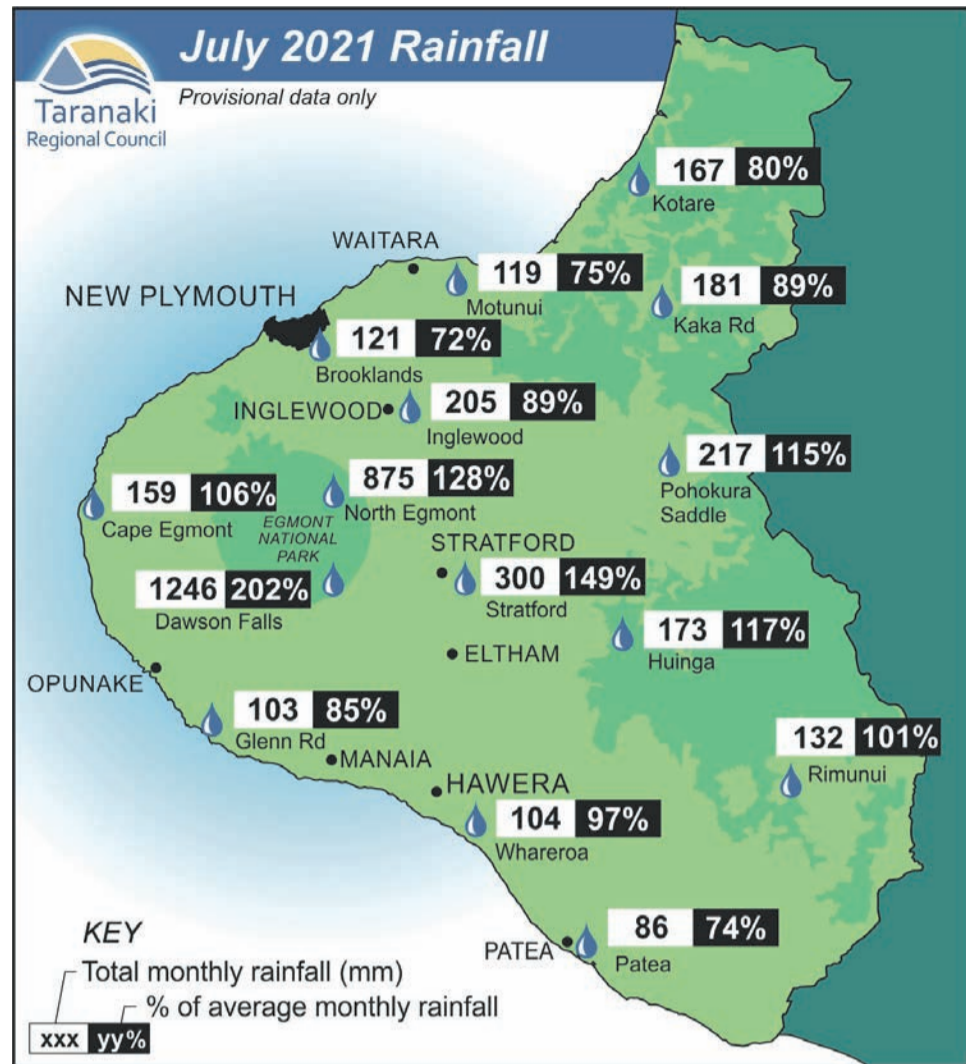 July 2021 Rainfall
Provisional data only
Taranaki
Regional Council
167 80%
Kotare
WAITARA
119 75%
Motunui
181 89%
Kaka Rd
NEW PLYMOUTH
121 72%
Brooklands
INGLEWOOD
205 89%
Inglewood
217 115%
Pohokura
Saddle
159 106%
Cape Egmont
875 128%
North Egmont
EGMONT
NATIONAL
PARK
STRATFORD
300 149%
Stratford
1246 202%
Dawson Falls
173 117%
Huinga
ELTHAM
OPUNAKE
103 85%
Glenn Rd
132 101%
Rimunui
MANAIA
HAWERA
104 97%
Whareroa
86 74%
PATEA
Patea
KEY
Total monthly rainfall (mm)
% of average monthly rainfall
xxx yy%